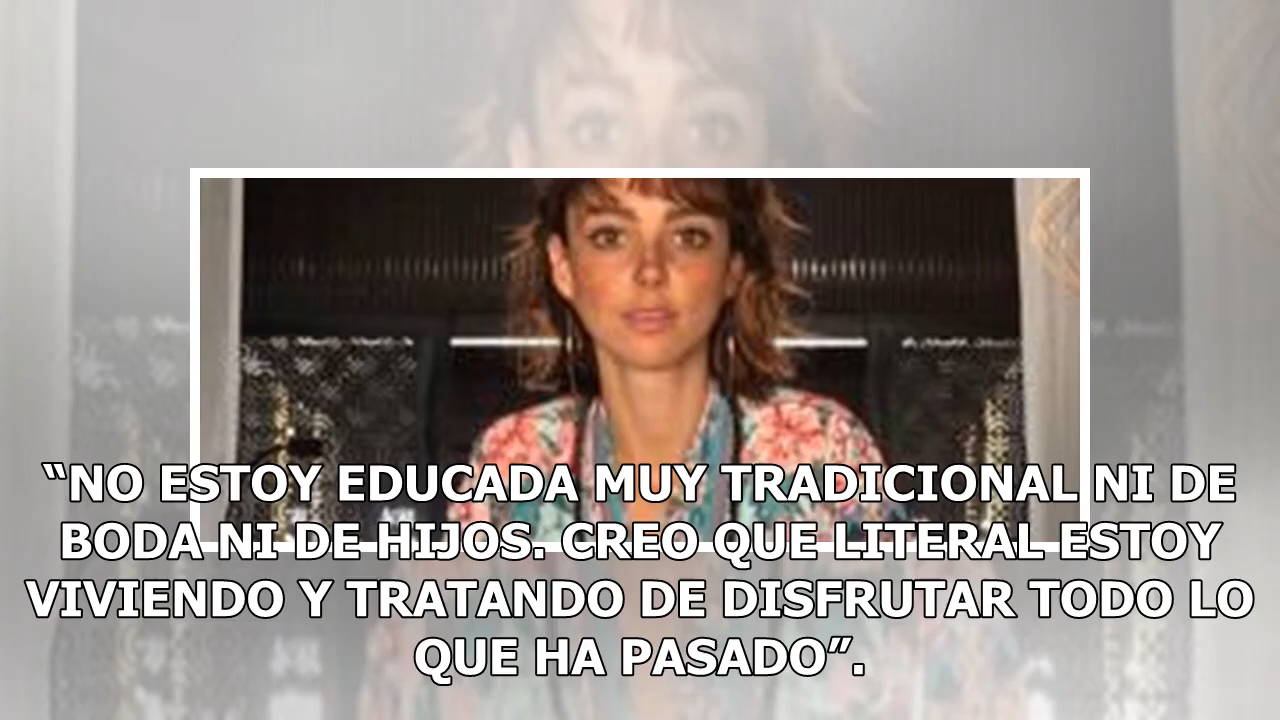 “NO ESTOY EDUCADA MUY TRADICIONAL NI DE
BODA NI DE HIJOS. CREO QUE LITERAL ESTOY
VIVIENDO Y TRATANDO DE DISFRUTAR TODO LO
QUE HA PASADO”.